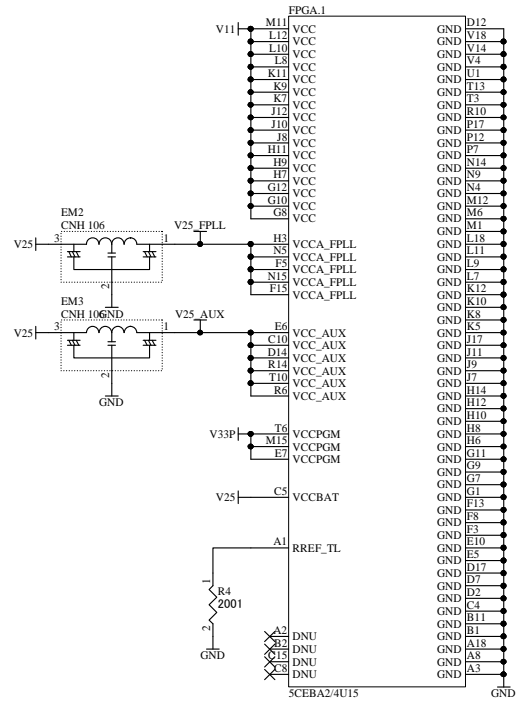 FPGA.1
V11 M11 VCC GND D12
L12 VCC GND V18
L10 VCC GND V14
L8 VCC GND V4
K11 VCC GND U1
K9 VCC GND T13
K7 VCC GND T3
J12 VCC GND R10
J10 VCC GND P17
J8 VCC GND P12
H11 VCC GND P7
H9 VCC GND N14
H7 VCC GND N9
G12 VCC GND N4
G10 VCC GND M12
G8 VCC GND M6
GND M1
EM2
CNH 106
V25 3 1 V25_FPLL
2
GND
H3 VCCA_FPLL GND L18
N5 VCCA_FPLL GND L11
F5 VCCA_FPLL GND L9
N15 VCCA_FPLL GND L7
F15 VCCA_FPLL GND K12
GND K10
GND K8
EM3
CNH 106
V25 3 1 V25_AUX
2
GND
E6 VCC_AUX GND K5
C10 VCC_AUX GND J17
D14 VCC_AUX GND J11
R14 VCC_AUX GND J9
T10 VCC_AUX GND J7
R6 VCC_AUX GND H14
GND H12
GND H10
V33P T6 VCCPGM GND H8
M15 VCCPGM GND H6
E7 VCCPGM GND G11
GND G9
GND G7
V25 C5 VCCBAT GND G1
GND F13
GND F8
GND F3
A1 RREF_TL GND E10
GND E5
GND D17
GND D7
GND D2
GND C4
GND B11
1
R4
2001
2
GND
A2 DNU GND B1
B2 DNU GND A18
C15 DNU GND A8
C8 DNU GND A3
5CEBA2/4U15
GND